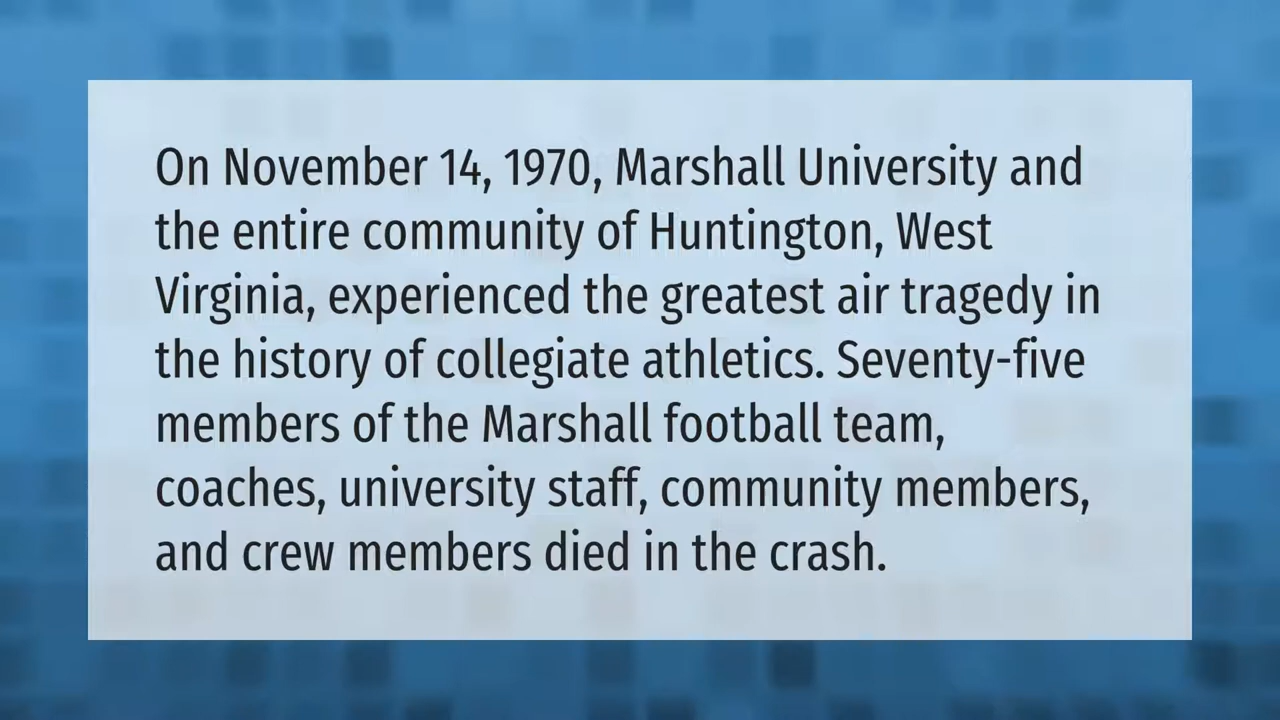 On November 14, 1970, Marshall University and
the entire community of Huntington, West
Virginia, experienced the greatest air tragedy in
the history of collegiate athletics. Seventy-five
members of the Marshall football team,
coaches, university staff, community members,
and crew members died in the crash.